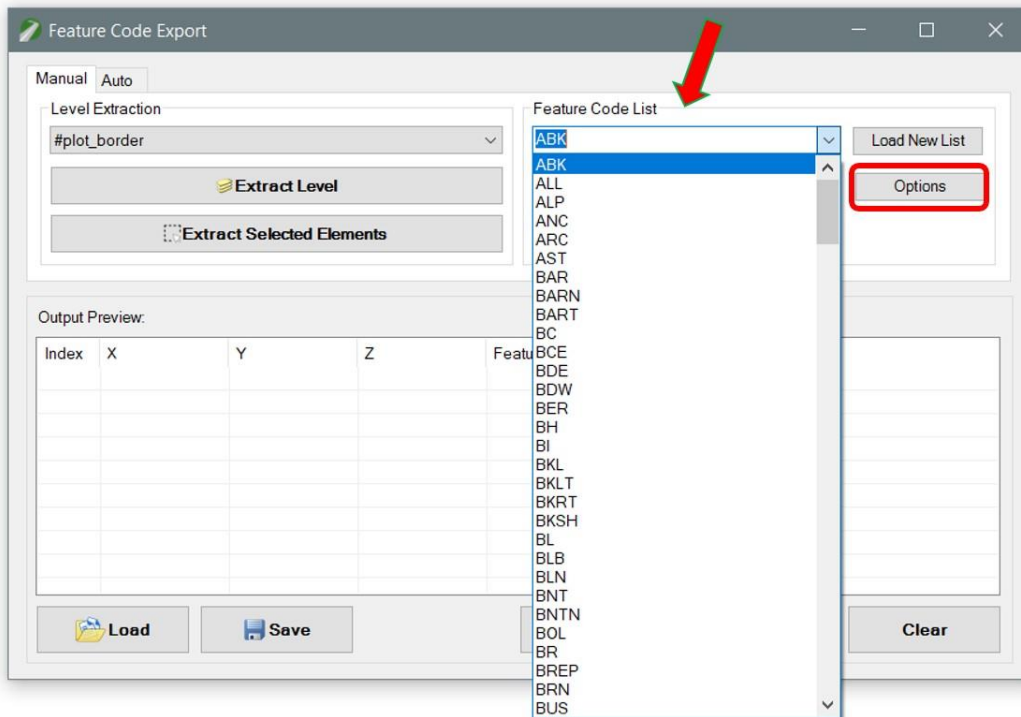 Feature Code Export
Manual Auto
Level Extraction
#plot_border
Extract Level
Extract Selected Elements
Feature Code List
ABK
Load New List
Options
ABK
ALL
ALP
ANC
ARC
AST
BAR
BARN
BART
BC
BCE
BDE
BDW
BER
BH
BI
BKL
BKLT
BKRT
BKSH
BL
BLB
BLN
BNT
BNTN
BOL
BR
BREP
BRN
BUS
Output Preview:
Index X Y Z Featu
Load Save Clear